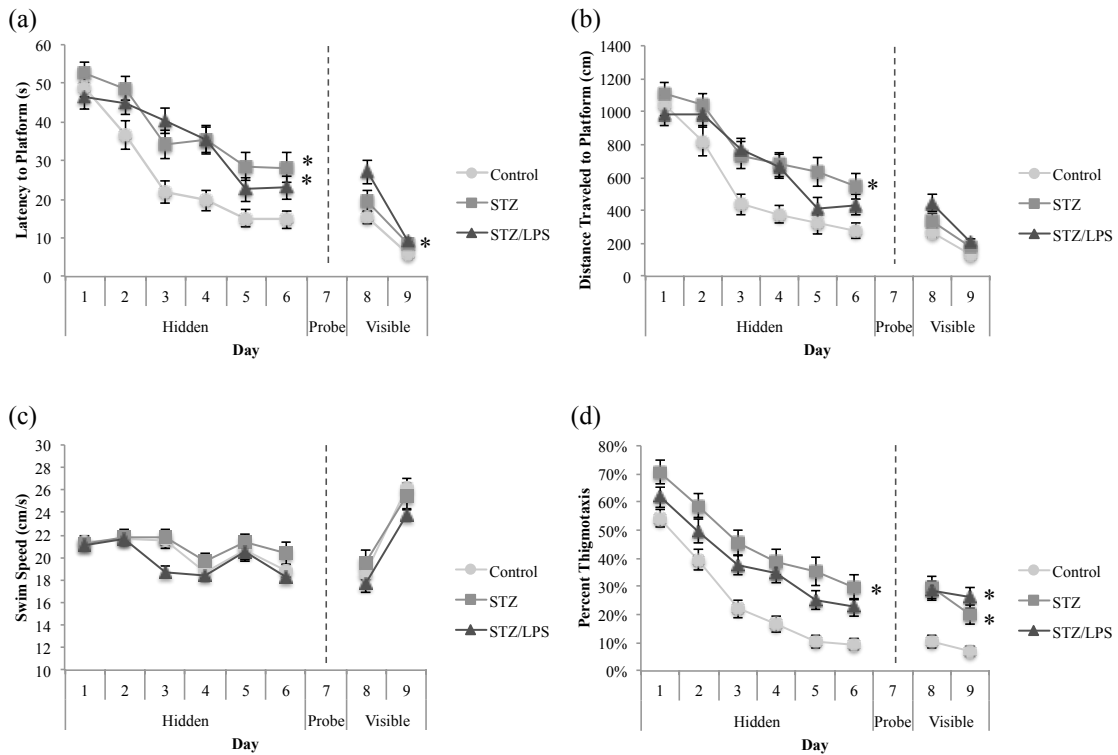 (a)
Latency to Platform (s)
60
50
40
30
20
10
0
*
*
*
1 2 3 4 5 6 7 8 9
Hidden Probe Visible
Day
Control
STZ
STZ/LPS
(b)
Distance Traveled to Platform (cm)
1400
1200
1000
800
600
400
200
0
*
1 2 3 4 5 6 7 8 9
Hidden Probe Visible
Day
Control
STZ
STZ/LPS
(c)
Swim Speed (cm/s)
30
28
26
24
22
20
18
16
14
12
10
1 2 3 4 5 6 7 8 9
Hidden Probe Visible
Day
Control
STZ
STZ/LPS
(d)
Percent Thigmotaxis
80%
70%
60%
50%
40%
30%
20%
10%
0%
*
*
*
1 2 3 4 5 6 7 8 9
Hidden Probe Visible
Day
Control
STZ
STZ/LPS